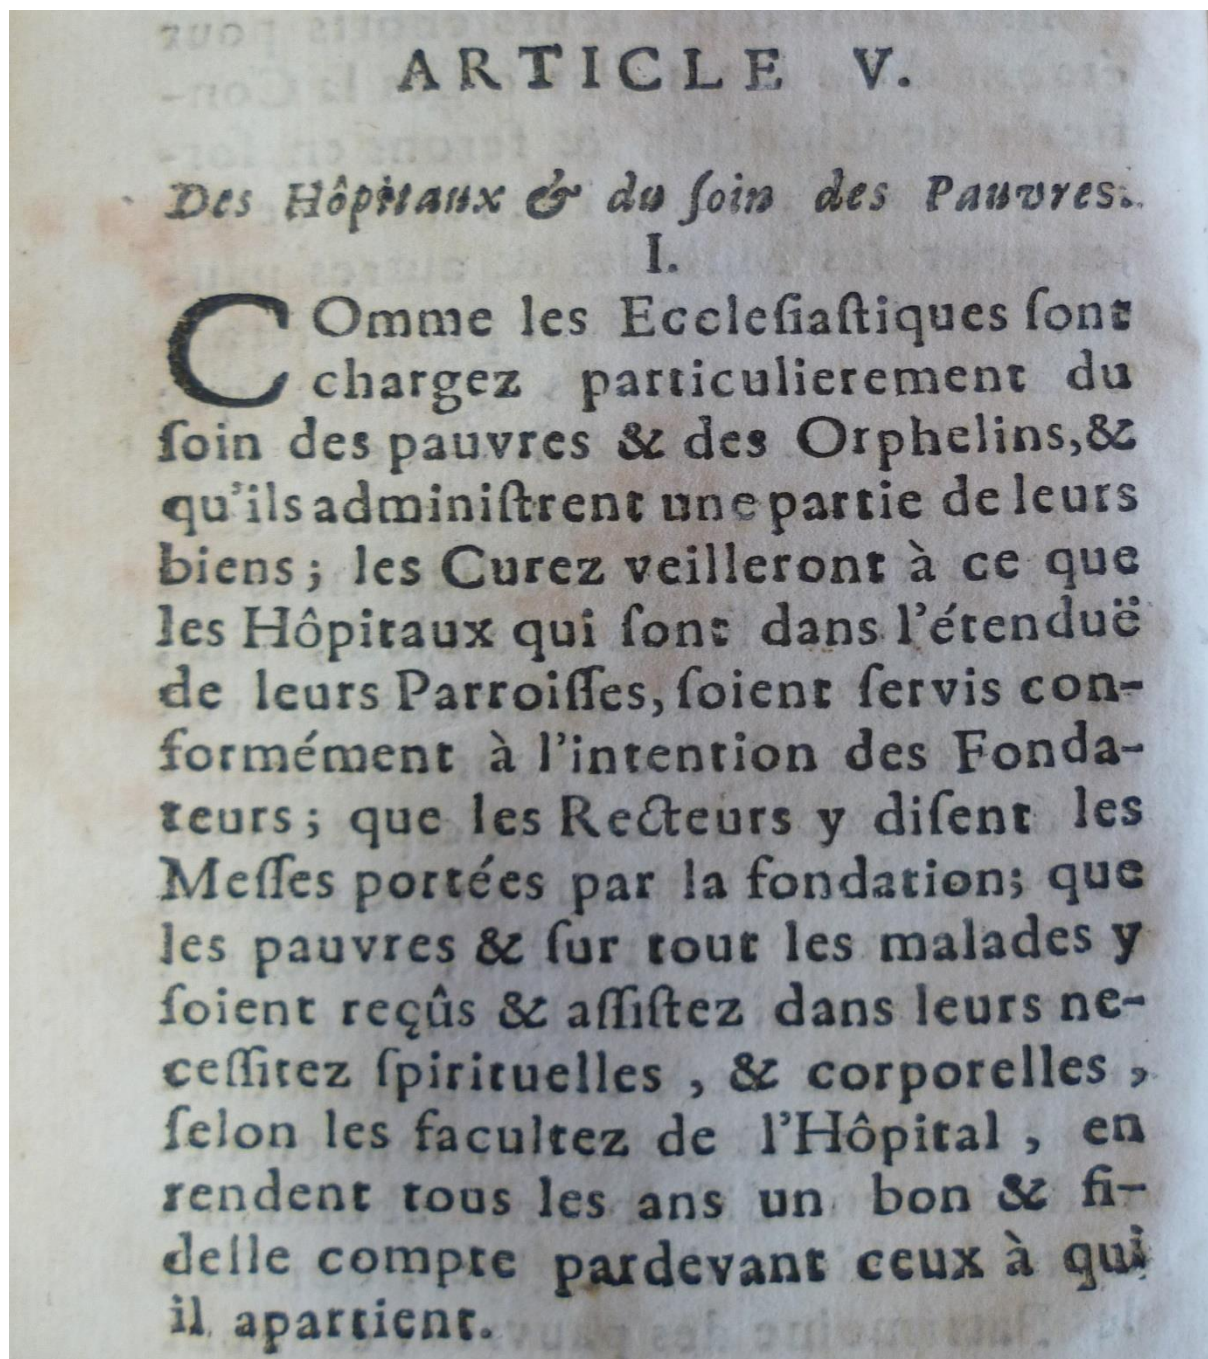 ARTICLE V.
Des Hôpitaux & du ſoin des Pauvres.
I.
COmme les Eccleſiaſtiques ſont
chargez particulierement du
ſoin des pauvres & des Orphelins, &
qu'ils adminiſtrent une partie de leurs
biens ; les Curez veilleront à ce que
les Hôpitaux qui ſont dans l'étenduë
de leurs Parroiſſes, ſoient ſervis con-
formément à l'intention des Fonda-
teurs ; que les Recteurs y diſent les
Meſſes portées par la fondation; que
les pauvres & ſur tout les malades y
ſoient reçûs & aſſiſtez dans leurs ne-
ceſſitez ſpirituelles , & corporelles ,
ſelon les facultez de l'Hôpital , en
rendent tous les ans un bon & fi-
delle compte pardevant ceux à qui
il apartient.